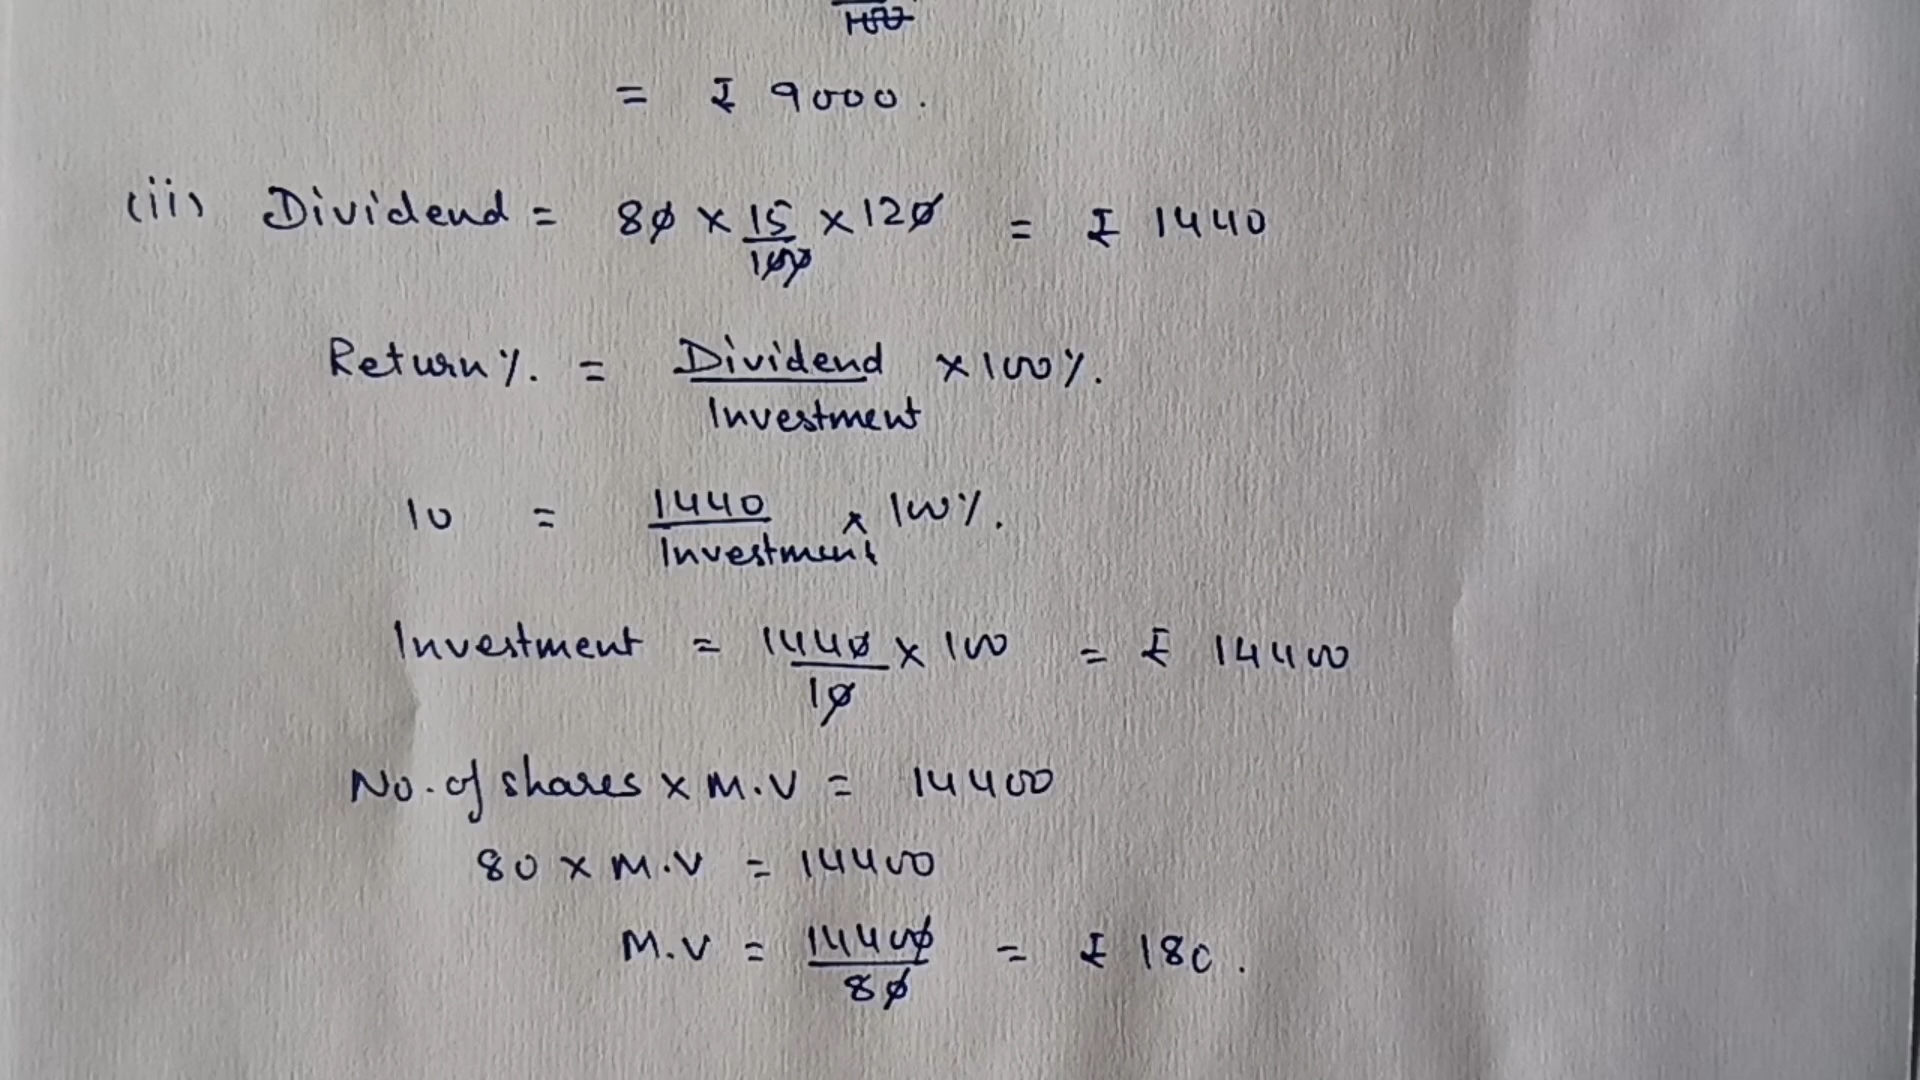 100
= ₹ 9000.
(ii) Dividend = 80 × 15/100 × 120 = ₹ 1440
Return %. = Dividend/Investment × 100%.
10 = 1440/Investment × 100%.
Investment = 1440/10 × 100 = ₹ 14400
No. of shares × M.V = 14400
80 × M.V = 14400
M.V = 14400/80 = ₹ 180.